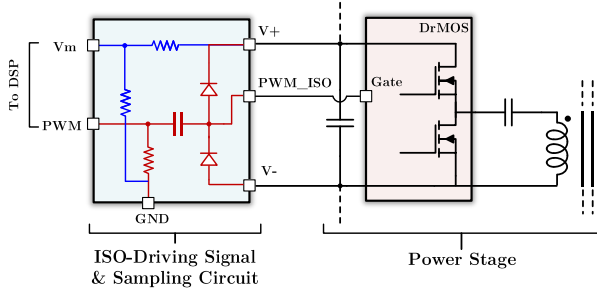 DrMOS
V+
Vm
To DSP
PWM_ISO
Gate
PWM
V-
GND
ISO-Driving Signal
& Sampling Circuit
Power Stage